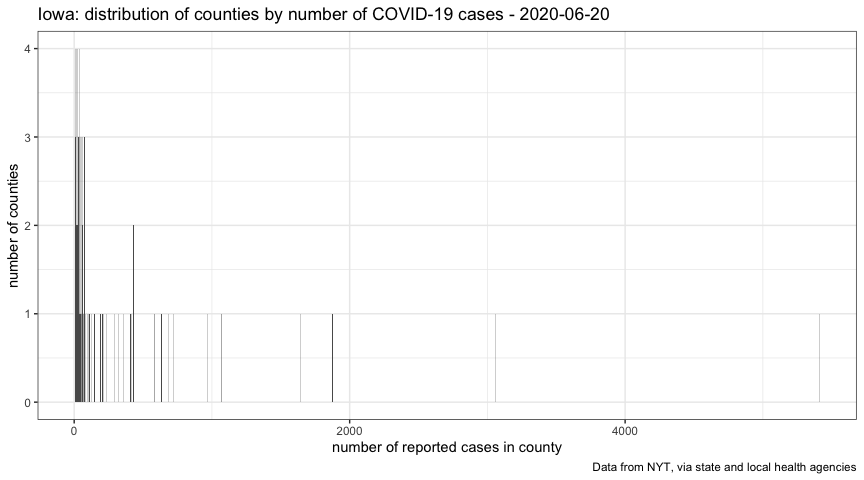 Iowa: distribution of counties by number of COVID-19 cases - 2020-06-20
number of counties
4
3
2
1
0
0 2000 4000
number of reported cases in county
Data from NYT, via state and local health agencies